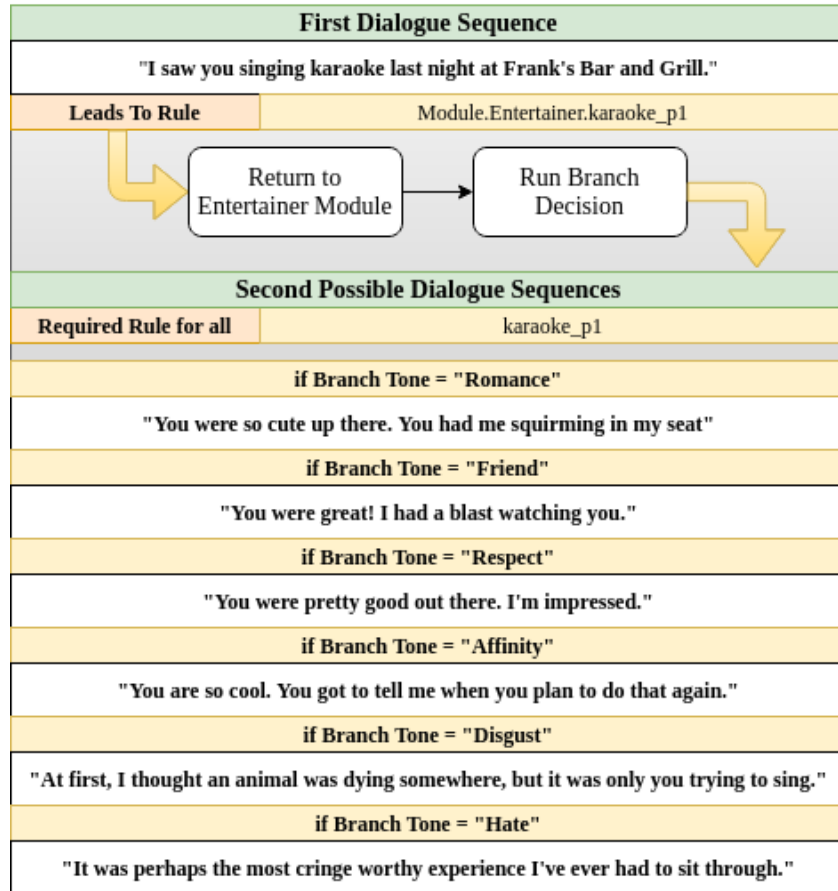 First Dialogue Sequence
"I saw you singing karaoke last night at Frank's Bar and Grill."
Leads To Rule
Module.Entertainer.karaoke_p1
Return to
Entertainer Module
Run Branch
Decision
Second Possible Dialogue Sequences
Required Rule for all
karaoke_p1
if Branch Tone = "Romance"
"You were so cute up there. You had me squirming in my seat"
if Branch Tone = "Friend"
"You were great! I had a blast watching you."
if Branch Tone = "Respect"
"You were pretty good out there. I'm impressed."
if Branch Tone = "Affinity"
"You are so cool. You got to tell me when you plan to do that again."
if Branch Tone = "Disgust"
"At first, I thought an animal was dying somewhere, but it was only you trying to sing."
if Branch Tone = "Hate"
"It was perhaps the most cringe worthy experience I've ever had to sit through."